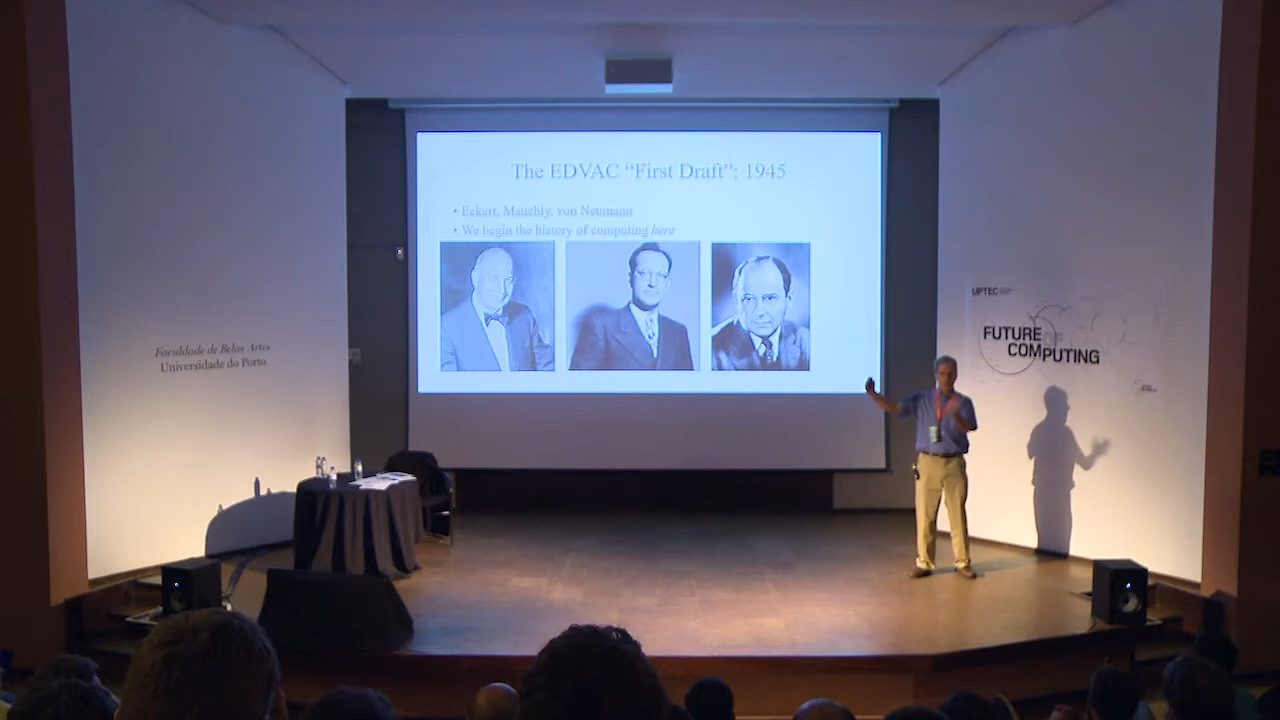 The EDVAC “First Draft”: 1945
• Eckert, Mauchly, von Neumann
• We begin the history of computing here
Faculdade de Belas Artes
Universidade do Porto
UPTEC
FUTURE
OF
COMPUTING